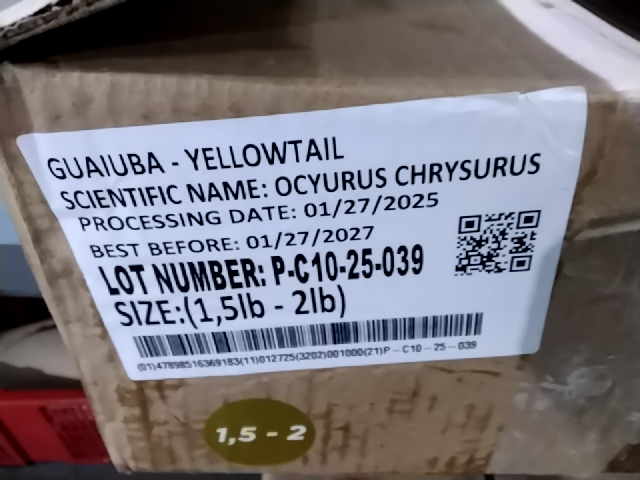 GUAIUBA - YELLOWTAIL
SCIENTIFIC NAME: OCYURUS CHRYSURUS
PROCESSING DATE: 01/27/2025
BEST BEFORE: 01/27/2027
LOT NUMBER: P-C10-25-039
SIZE:(1,5lb - 2lb)
(01)47898516369183(11)012725(3202)001000(21)P-C10-25-039
1,5 - 2